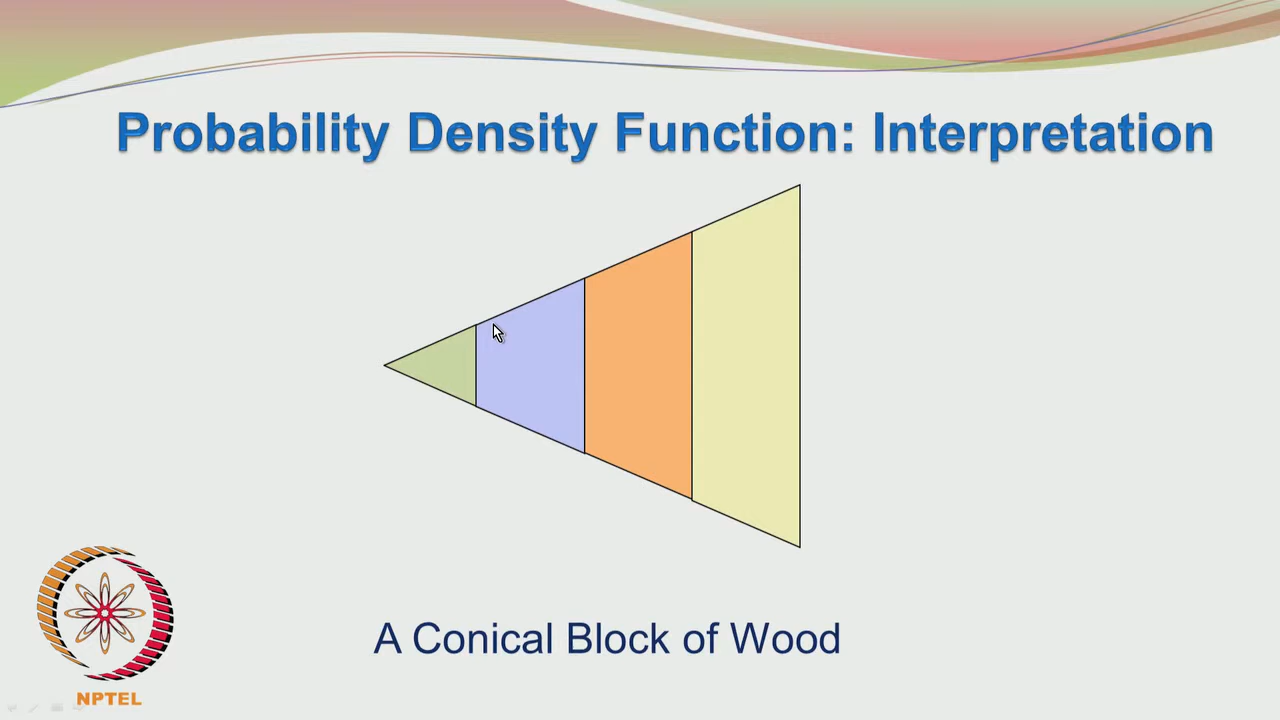 Probability Density Function: Interpretation
A Conical Block of Wood
NPTEL